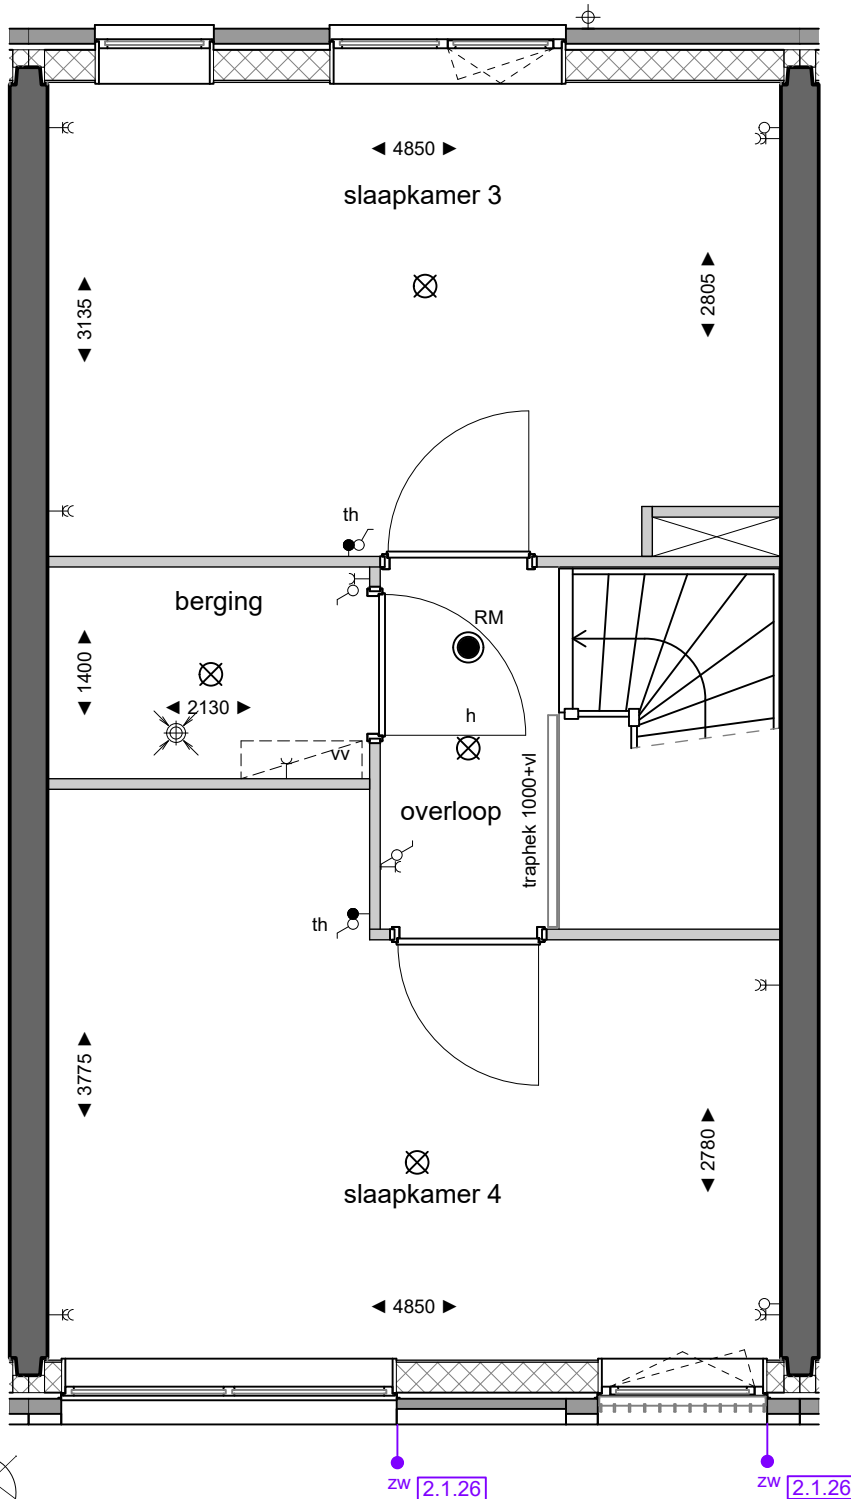 4850
slaapkamer 3
3135
2805
th
berging
RM
1400
2130
h
vv
overloop
traphek 1000+vl
th
3775
2780
slaapkamer 4
4850
zw 2.1.26
zw 2.1.26